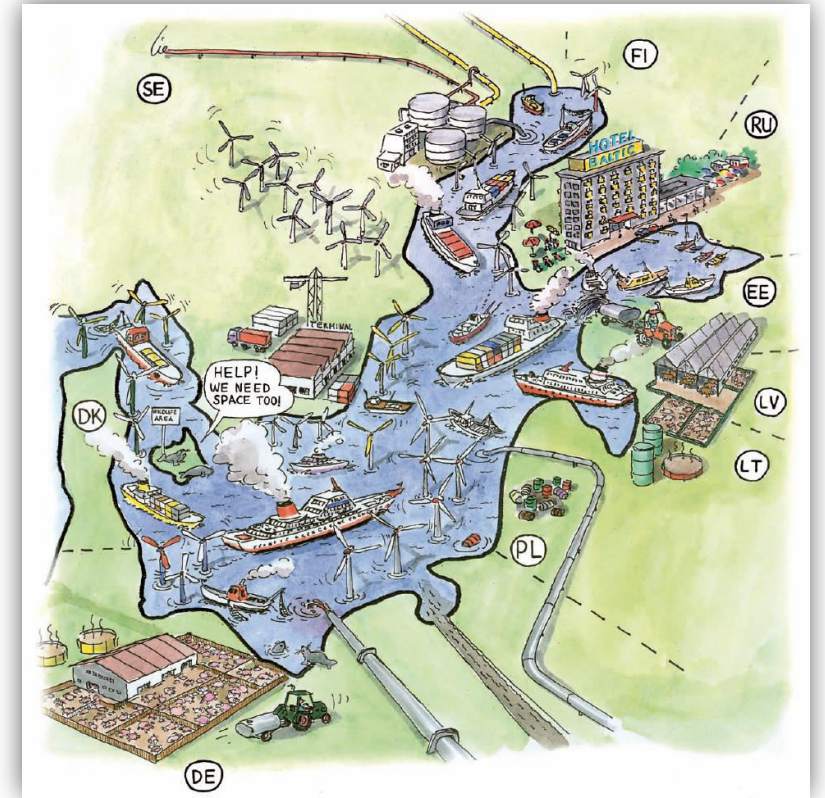 FI
SE
RU
HOTEL
BALTIC
EE
TERMINAL
HELP!
WE NEED
SPACE TOO!
LV
DK
WILDLIFE
AREA
LT
PL
DE